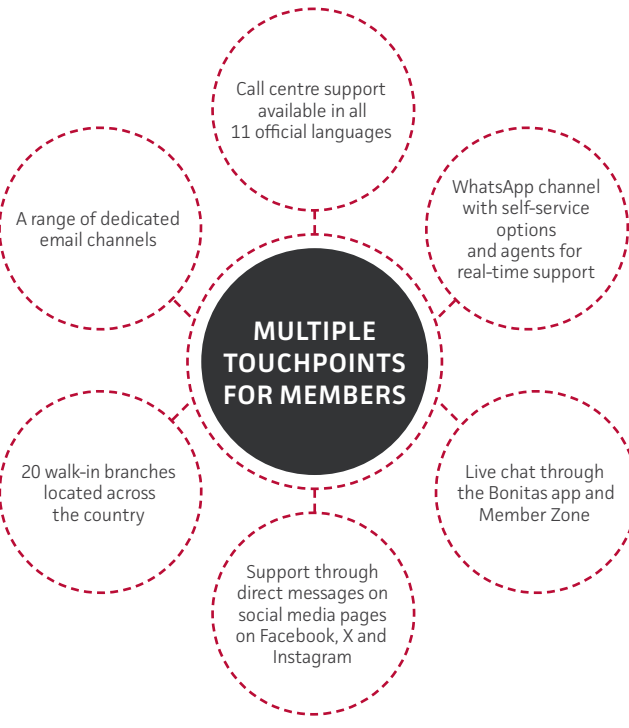 Call centre support
available in all
11 official languages
WhatsApp channel
with self-service
options
and agents for
real-time support
A range of dedicated
email channels
MULTIPLE
TOUCHPOINTS
FOR MEMBERS
20 walk-in branches
located across
the country
Live chat through
the Bonitas app and
Member Zone
Support through
direct messages on
social media pages
on Facebook, X and
Instagram